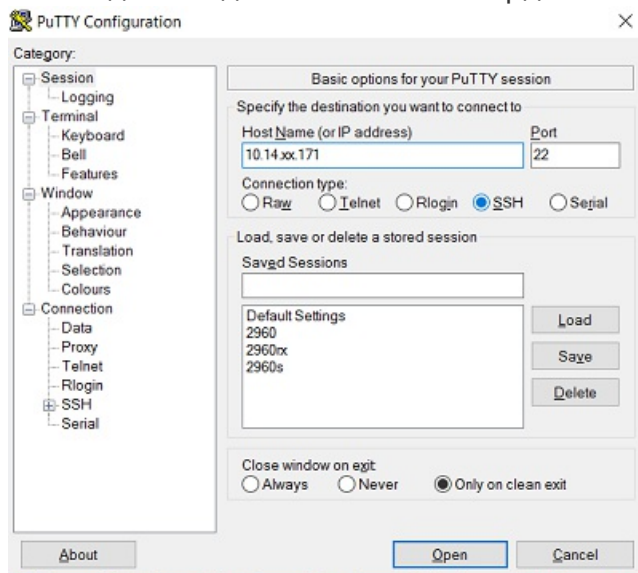 PuTTY Configuration
Category:
Session
Logging
Terminal
Keyboard
Bell
Features
Window
Appearance
Behaviour
Translation
Selection
Colours
Connection
Data
Proxy
Telnet
Rlogin
SSH
Serial
Basic options for your PuTTY session
Specify the destination you want to connect to
Host Name (or IP address) Port
10.14.xx.171 22
Connection type:
Raw Telnet Rlogin SSH Serial
Load, save or delete a stored session
Saved Sessions
Default Settings
2960
2960rx
2960s
Load
Save
Delete
Close window on exit:
Always Never Only on clean exit
About Open Cancel